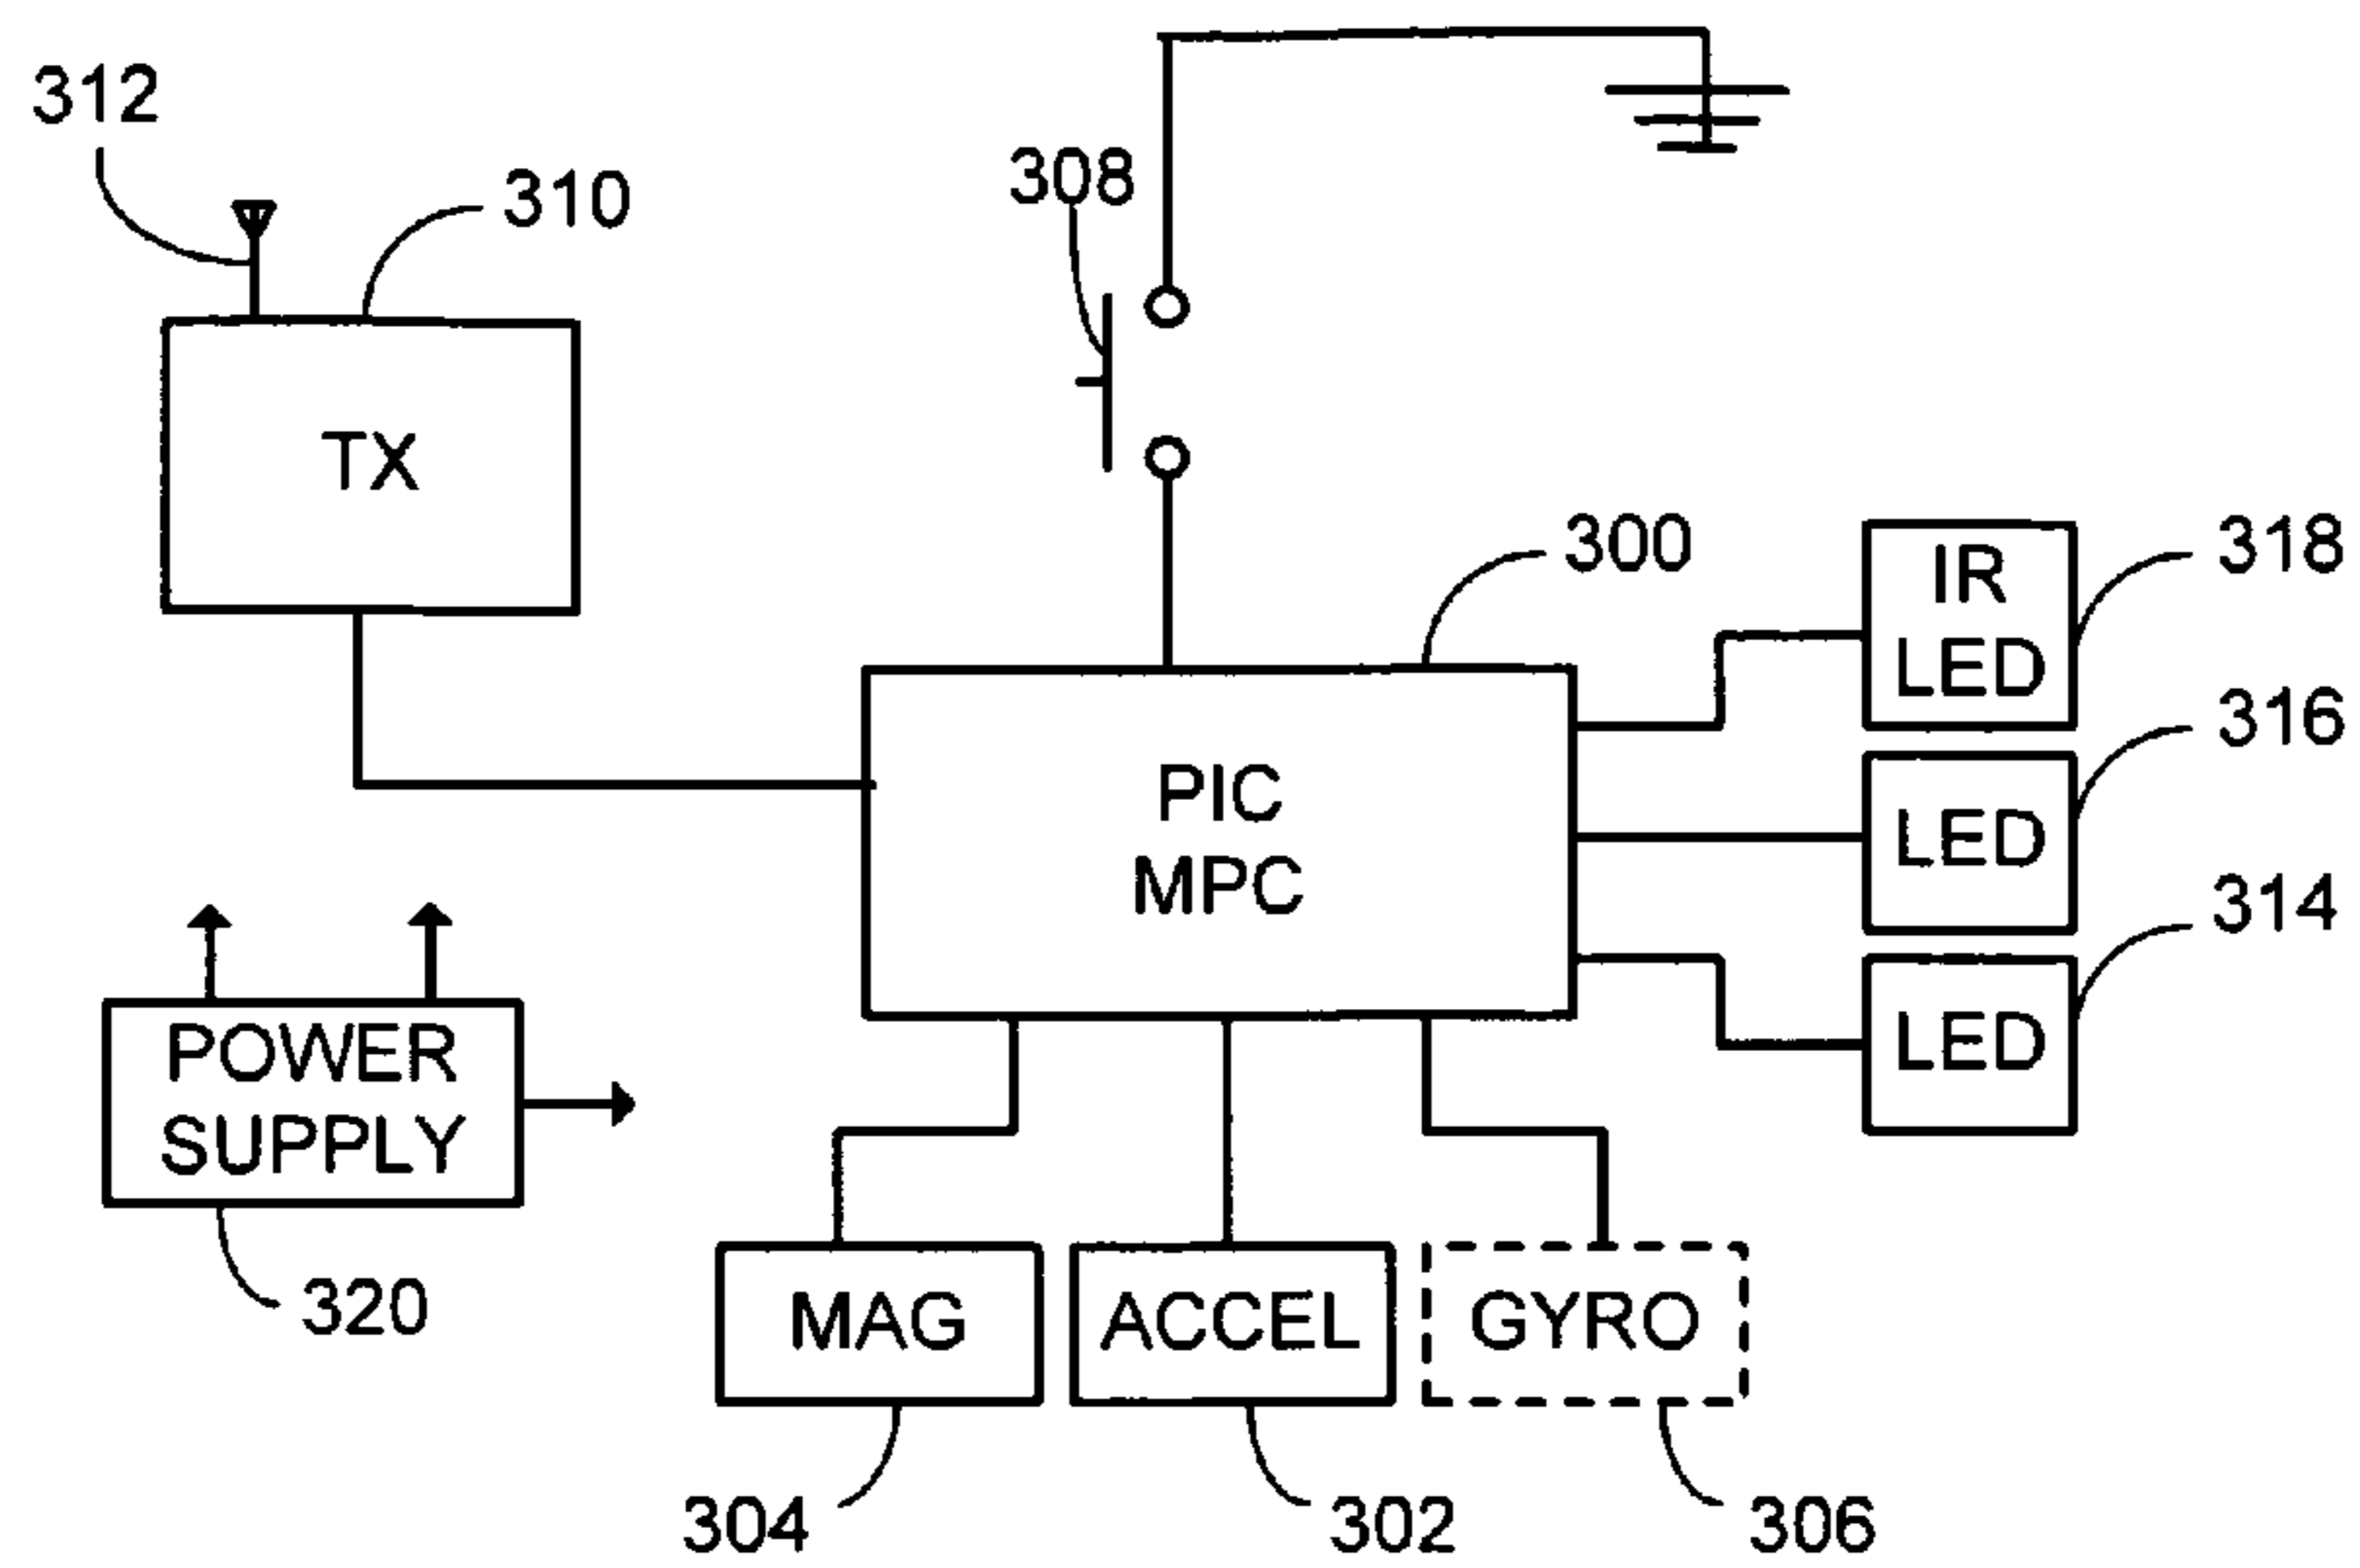 312
310
308
TX
300
IR
LED
318
316
PIC
MPC
LED
314
LED
POWER
SUPPLY
320
MAG
ACCEL
GYRO
304
302
306